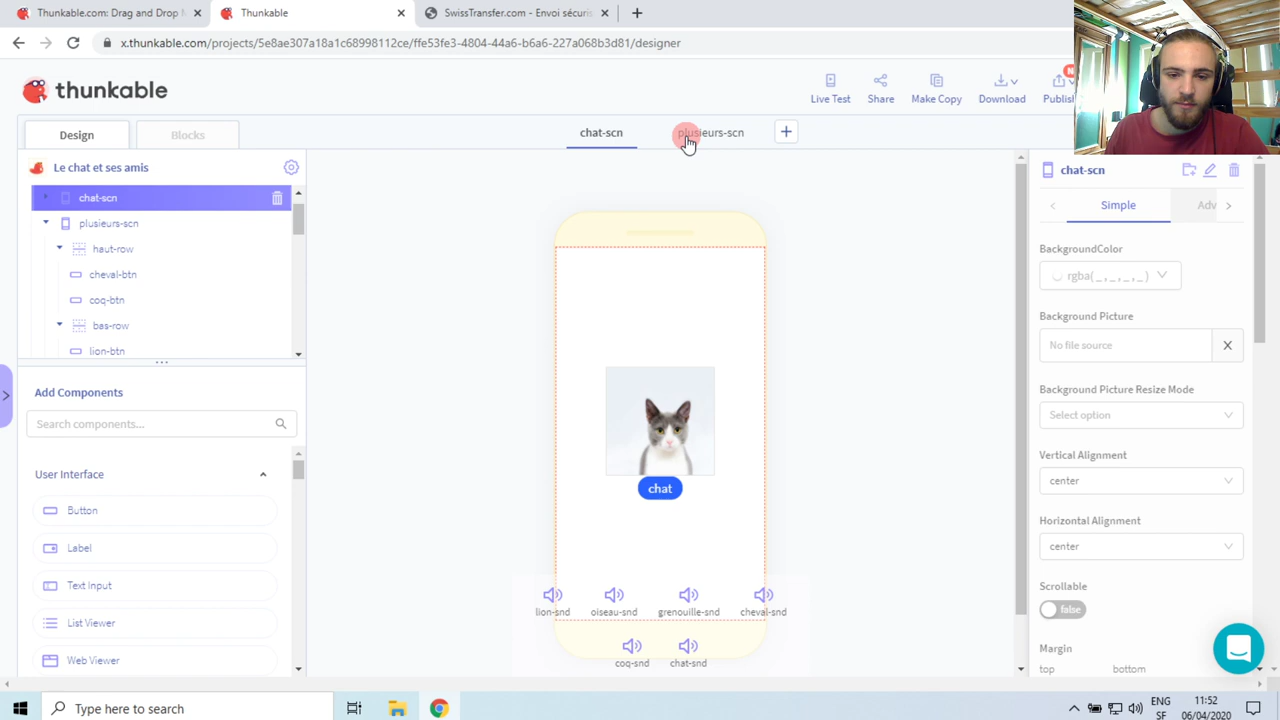 Thunkable.com: Drag and Drop M
Thunkable
SwissTransfer.com - Envoi sécuris
x.thunkable.com/projects/5e8ae307a18a1c68998112ce/ffe53fe3-4804-44a6-b6a6-227a068b3d81/designer
thunkable
Live Test
Share
Make Copy
Download
Publish
N
Design
Blocks
chat-scn
plusieurs-scn
Le chat et ses amis
chat-scn
plusieurs-scn
haut-row
cheval-btn
coq-btn
bas-row
lion-btn
Add Components
Search components...
User Interface
Button
Label
Text Input
List Viewer
Web Viewer
chat
lion-snd
oiseau-snd
grenouille-snd
cheval-snd
coq-snd
chat-snd
chat-scn
Simple
Adv
BackgroundColor
rgba(_,_,_,_)
Background Picture
No file source
Background Picture Resize Mode
Select option
Vertical Alignment
center
Horizontal Alignment
center
Scrollable
false
Margin
top
bottom
Type here to search
ENG
SF
11:52
06/04/2020